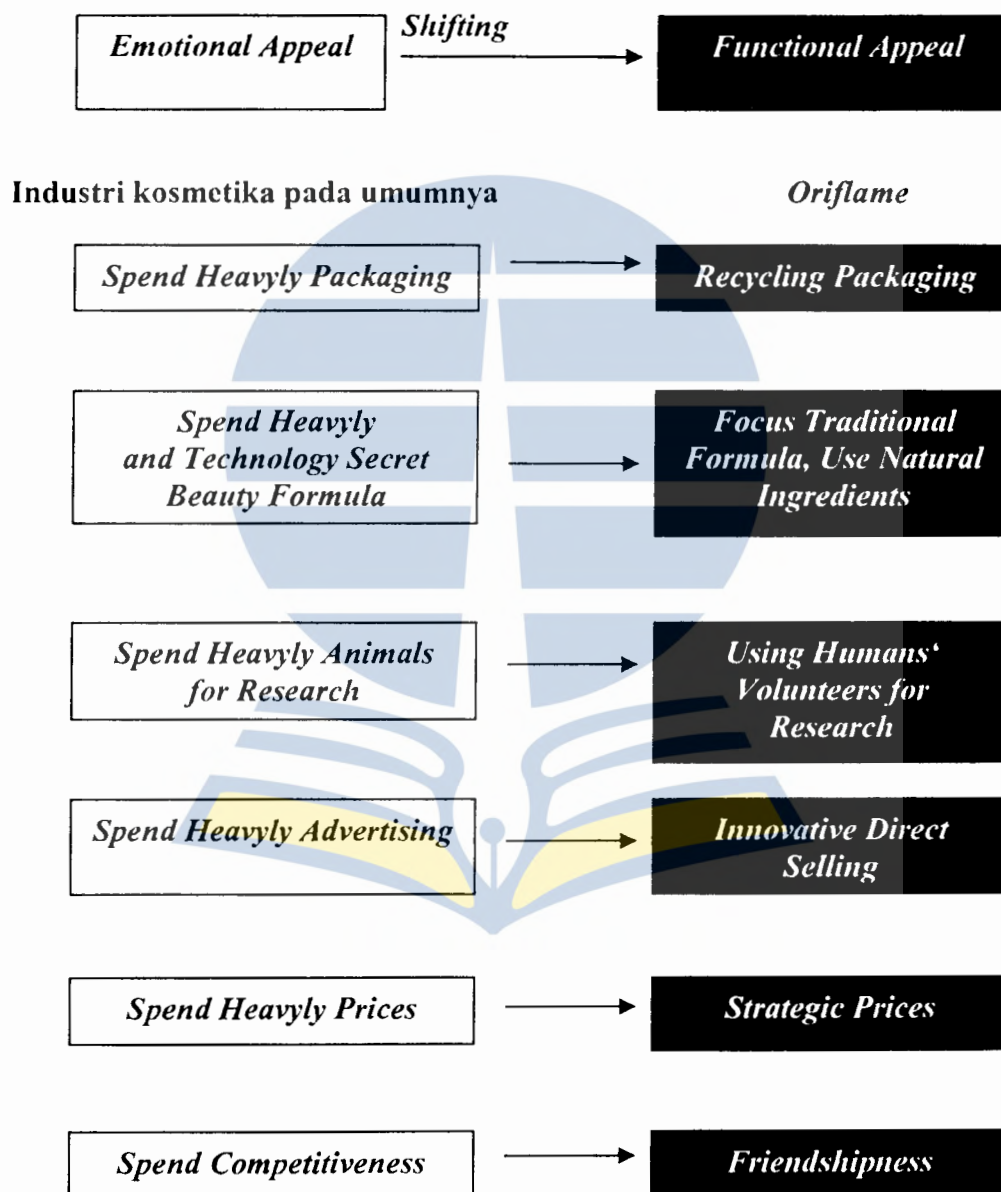 Emotional Appeal
Shifting
Functional Appeal
Industri kosmetika pada umumnya
Oriflame
Spend Heavyly Packaging
Recycling Packaging
Spend Heavyly
and Technology Secret
Beauty Formula
Focus Traditional
Formula, Use Natural
Ingredients
Spend Heavyly Animals
for Research
Using Humans‘
Volunteers for
Research
Spend Heavyly Advertising
Innovative Direct
Selling
Spend Heavyly Prices
Strategic Prices
Spend Competitiveness
Friendshipness